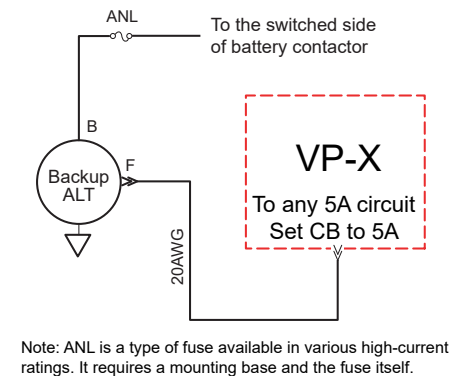 ANL
To the switched side
of battery contactor
B
F
Backup
ALT
VP-X
To any 5A circuit
Set CB to 5A
20AWG
Note: ANL is a type of fuse available in various high-current
ratings. It requires a mounting base and the fuse itself.